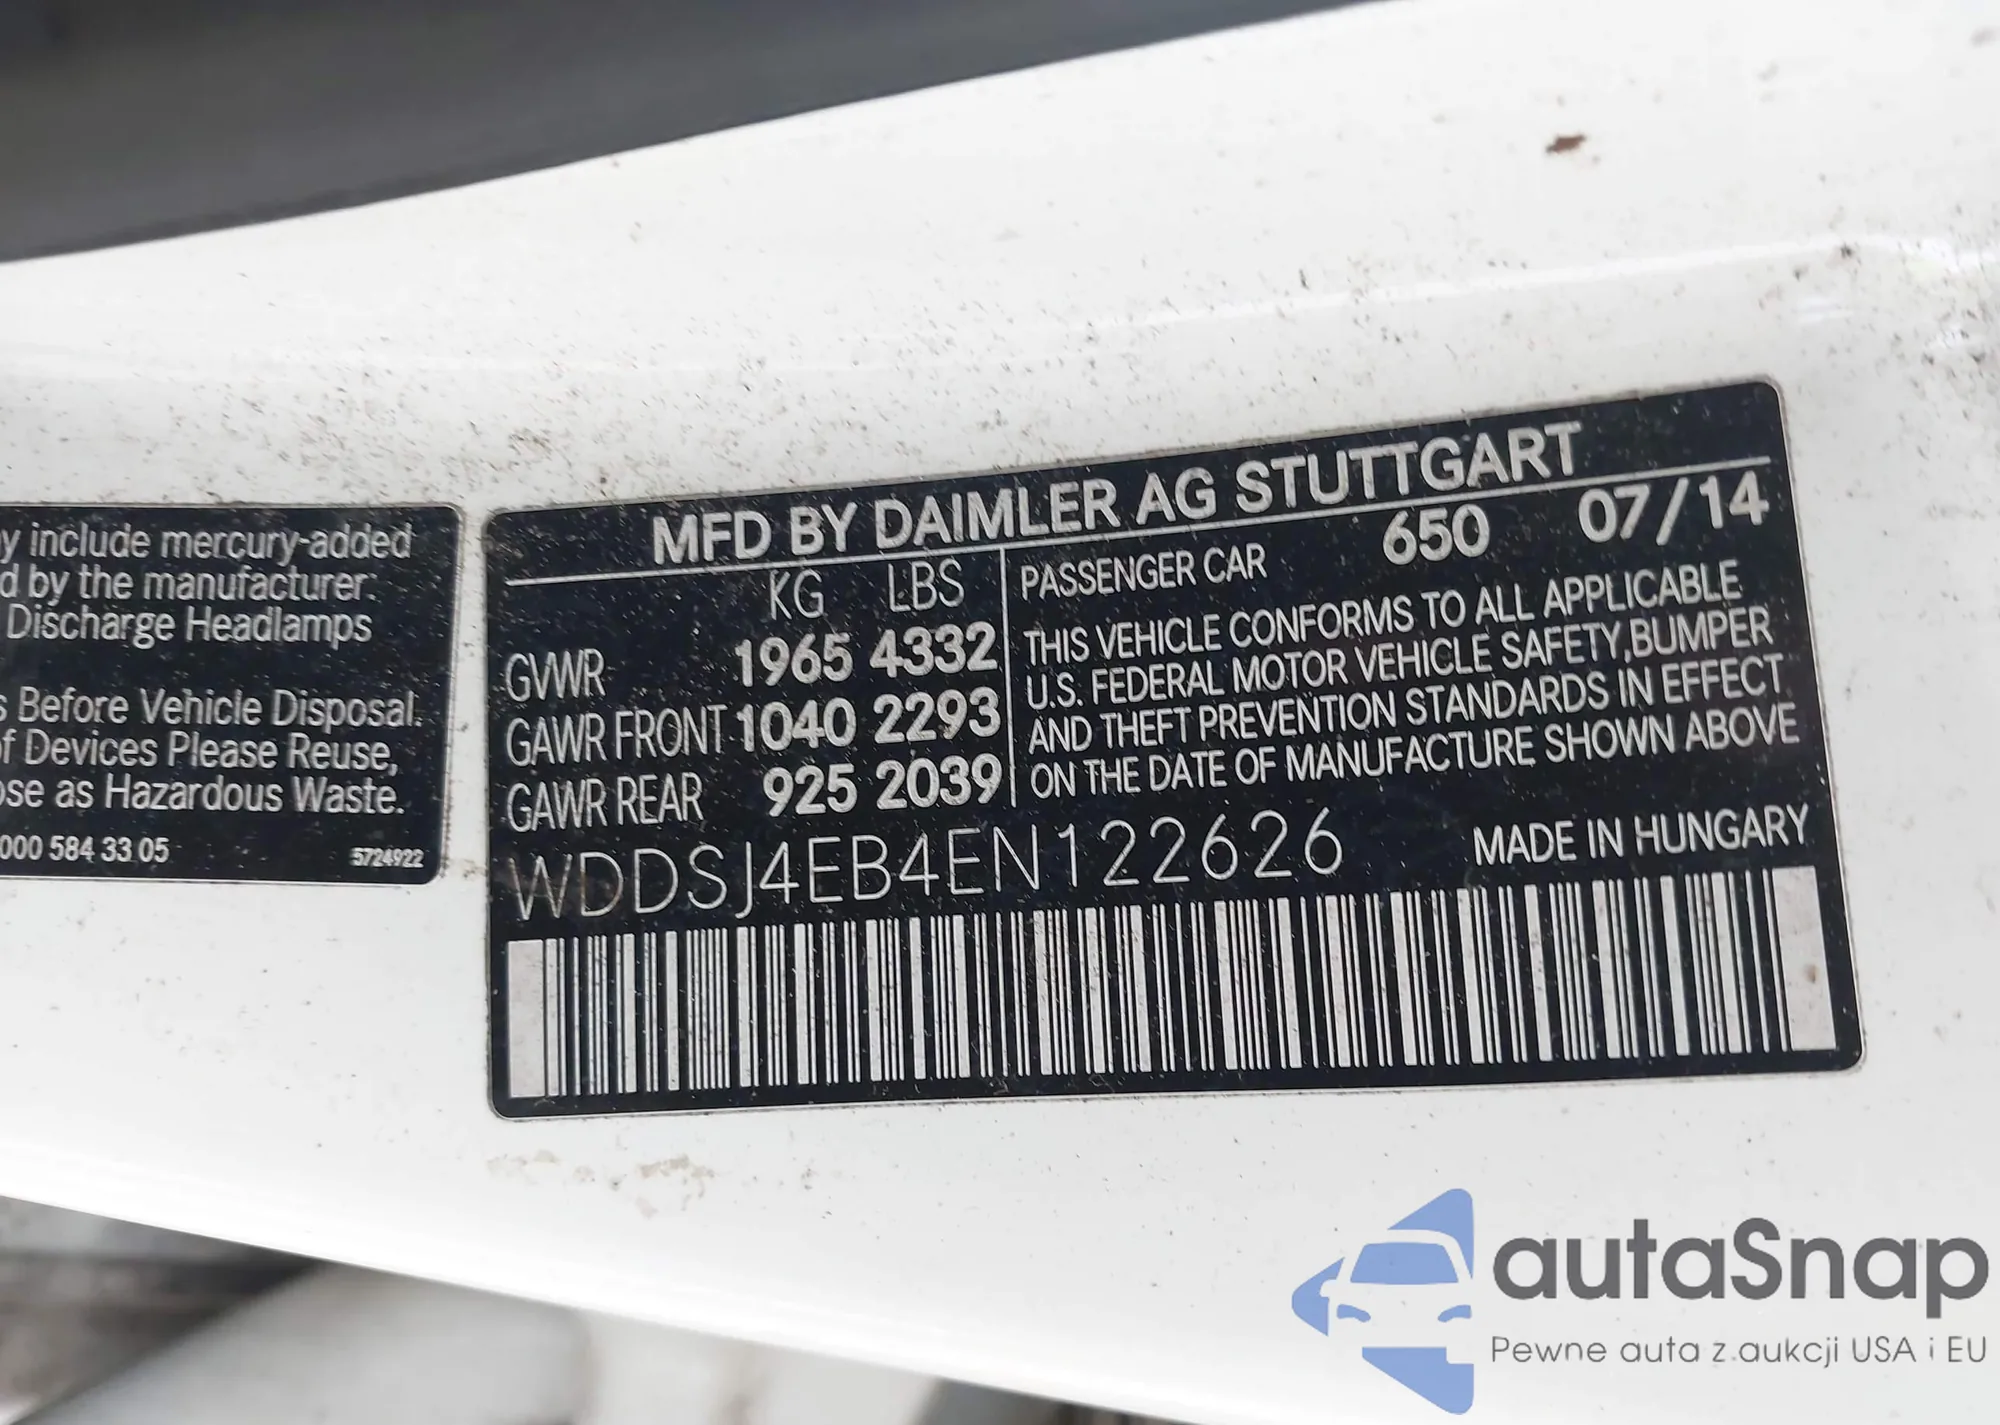 y include mercury-added
d by the manufacturer.
Discharge Headlamps
s Before Vehicle Disposal.
of Devices Please Reuse,
ose as Hazardous Waste.
000 584 33 05
5724922
MFD BY DAIMLER AG STUTTGART
KG LBS
GVWR 1965 4332
GAWR FRONT 1040 2293
GAWR REAR 925 2039
PASSENGER CAR 650 07/14
THIS VEHICLE CONFORMS TO ALL APPLICABLE
U.S. FEDERAL MOTOR VEHICLE SAFETY,BUMPER
AND THEFT PREVENTION STANDARDS IN EFFECT
ON THE DATE OF MANUFACTURE SHOWN ABOVE
WDDSJ4EB4EN122626
MADE IN HUNGARY
autaSnap
Pewne auta z aukcji USA i EU